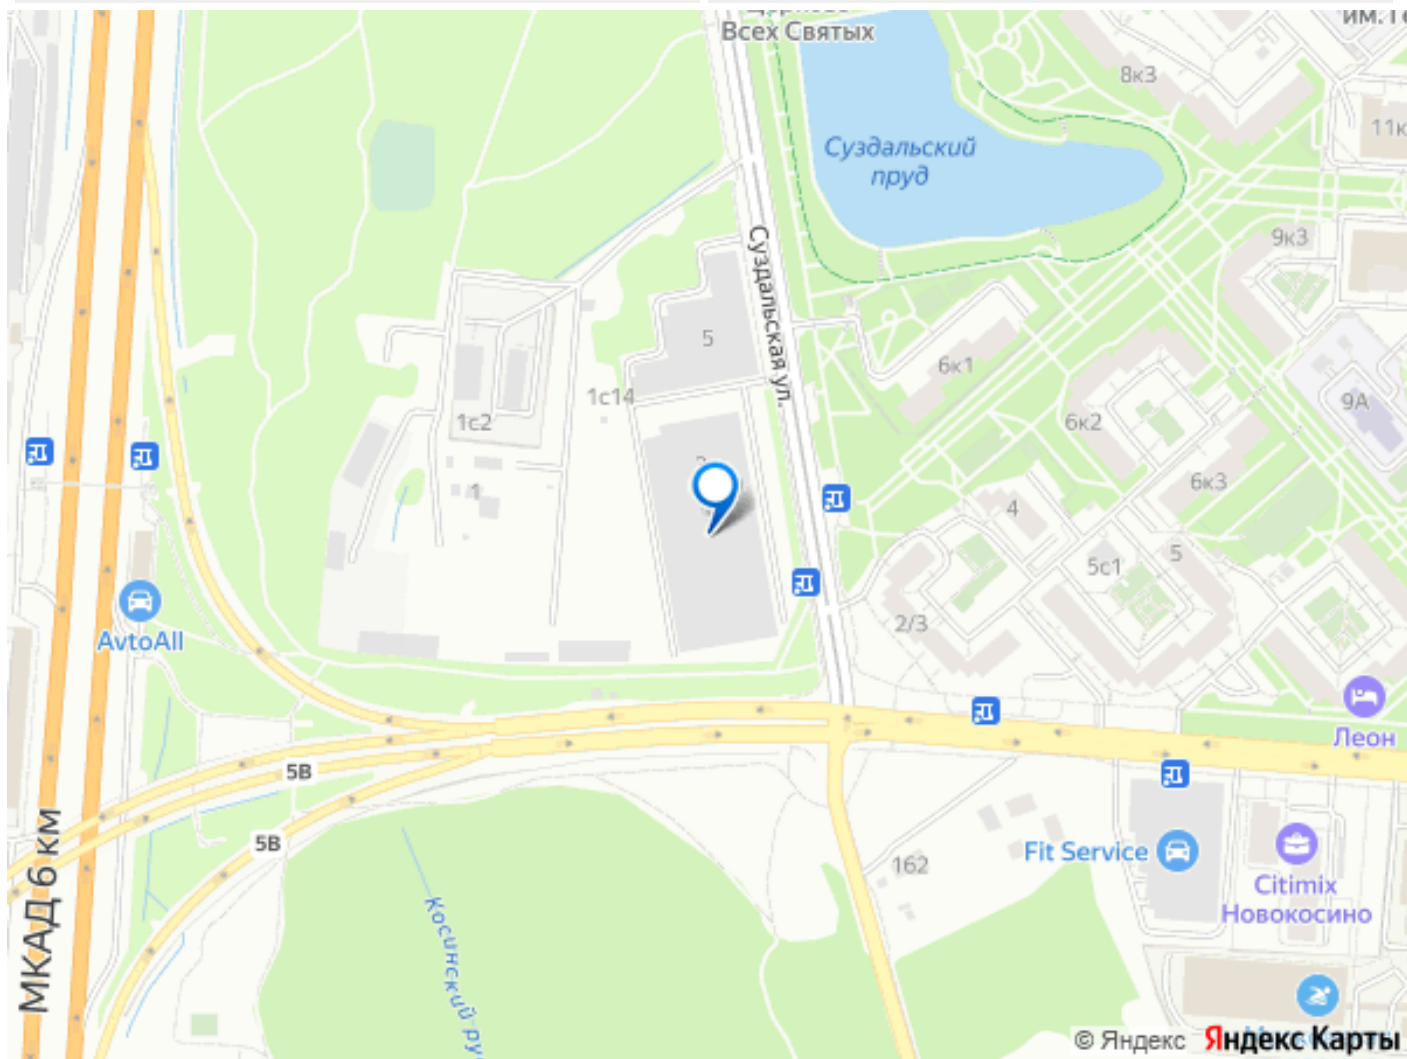 Всех Святых
8к3
11к
Суздальский
пруд
9к3
Суздальская ул.
5
6к1
1с14
9А
1с2
6к2
1
6к3
4
5с1
5
2/3
AvtoAll
Леон
5В
5В
МКАД 6 км
Fit Service
162
Citimix
Новокосино
Косинский
© Яндекс
Яндекс Карты